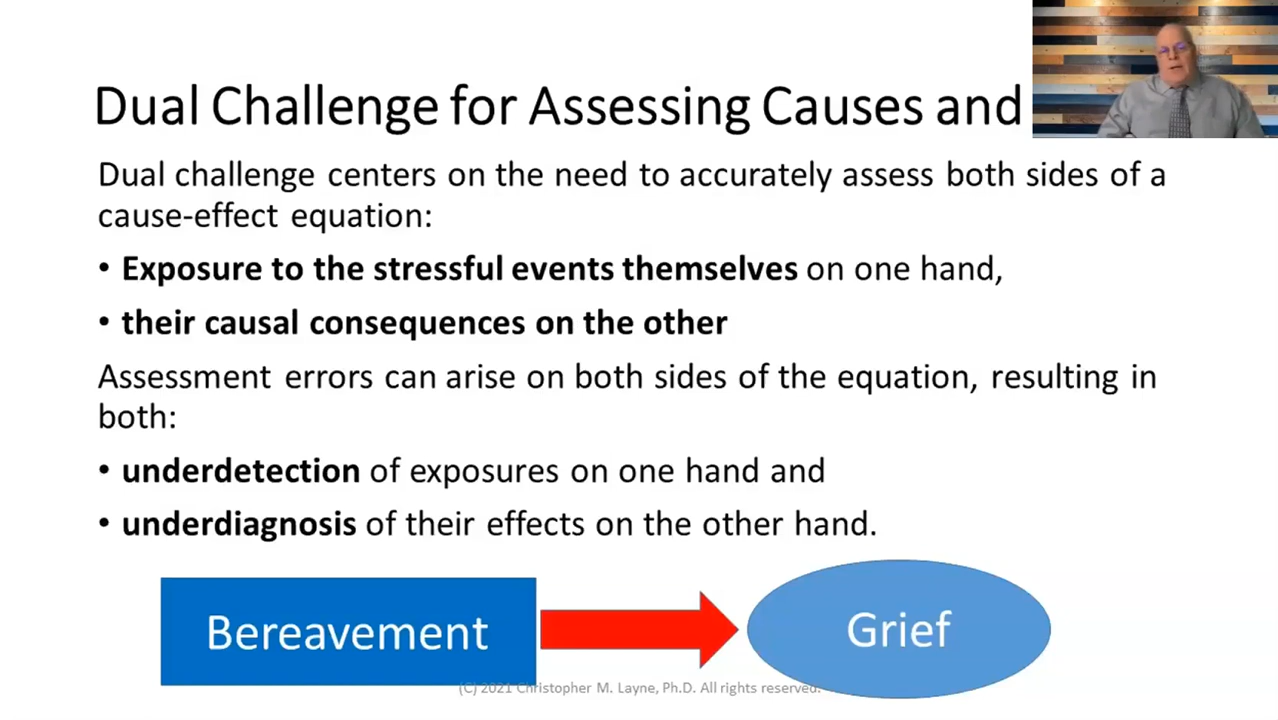 Dual Challenge for Assessing Causes and
Dual challenge centers on the need to accurately assess both sides of a
cause-effect equation:
• Exposure to the stressful events themselves on one hand,
• their causal consequences on the other
Assessment errors can arise on both sides of the equation, resulting in
both:
• underdetection of exposures on one hand and
• underdiagnosis of their effects on the other hand.
Bereavement
Grief
(C) 2021 Christopher M. Layne, Ph.D. All rights reserved.